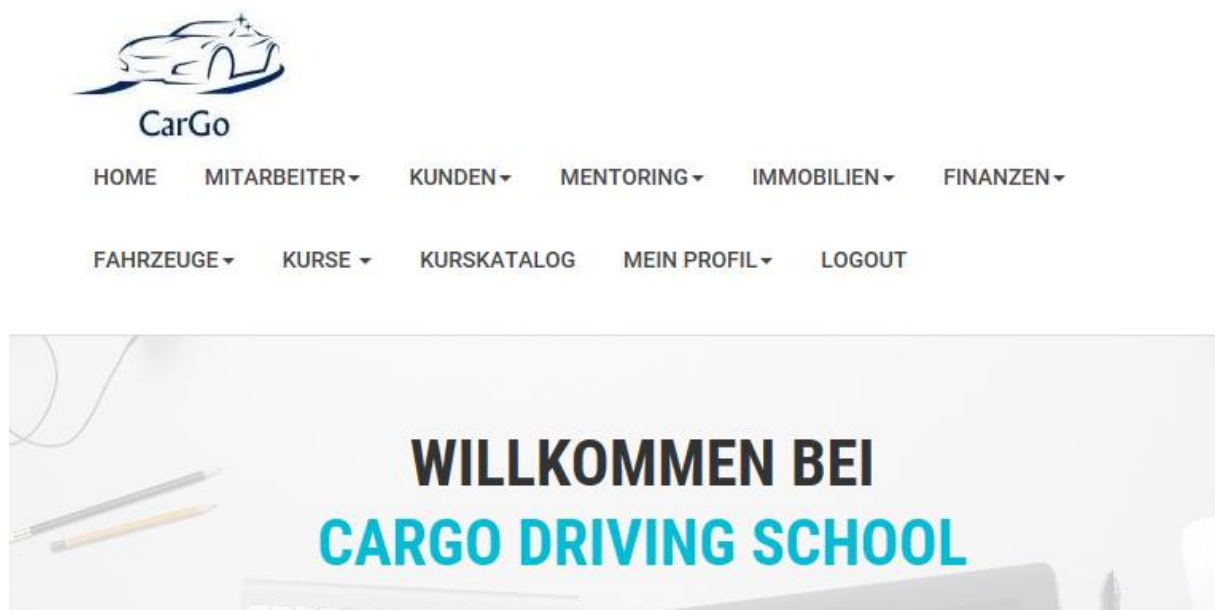 CarGo
HOME MITARBEITER KUNDEN MENTORING IMMOBILIEN FINANZEN
FAHRZEUGE KURSE KURSKATALOG MEIN PROFIL LOGOUT
WILLKOMMEN BEI
CARGO DRIVING SCHOOL